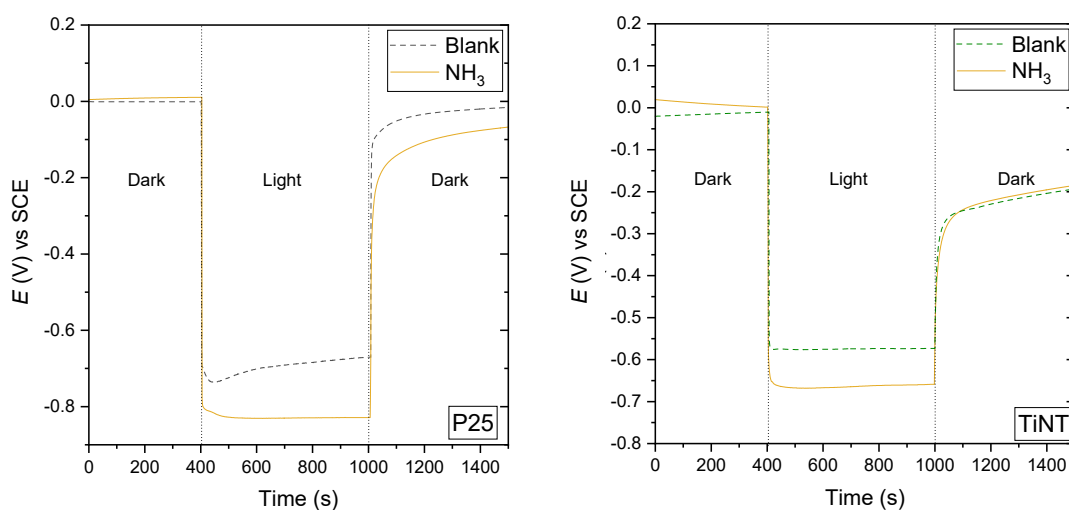 0.2
0.0
-0.2
-0.4
-0.6
-0.8
E (V) vs SCE
Blank
NH₃
Dark
Light
Dark
P25
0 200 400 600 800 1000 1200 1400
Time (s)
0.2
0.1
0.0
-0.1
-0.2
-0.3
-0.4
-0.5
-0.6
-0.7
-0.8
E (V) vs SCE
Blank
NH₃
Dark
Light
Dark
TiNT
0 200 400 600 800 1000 1200 1400
Time (s)